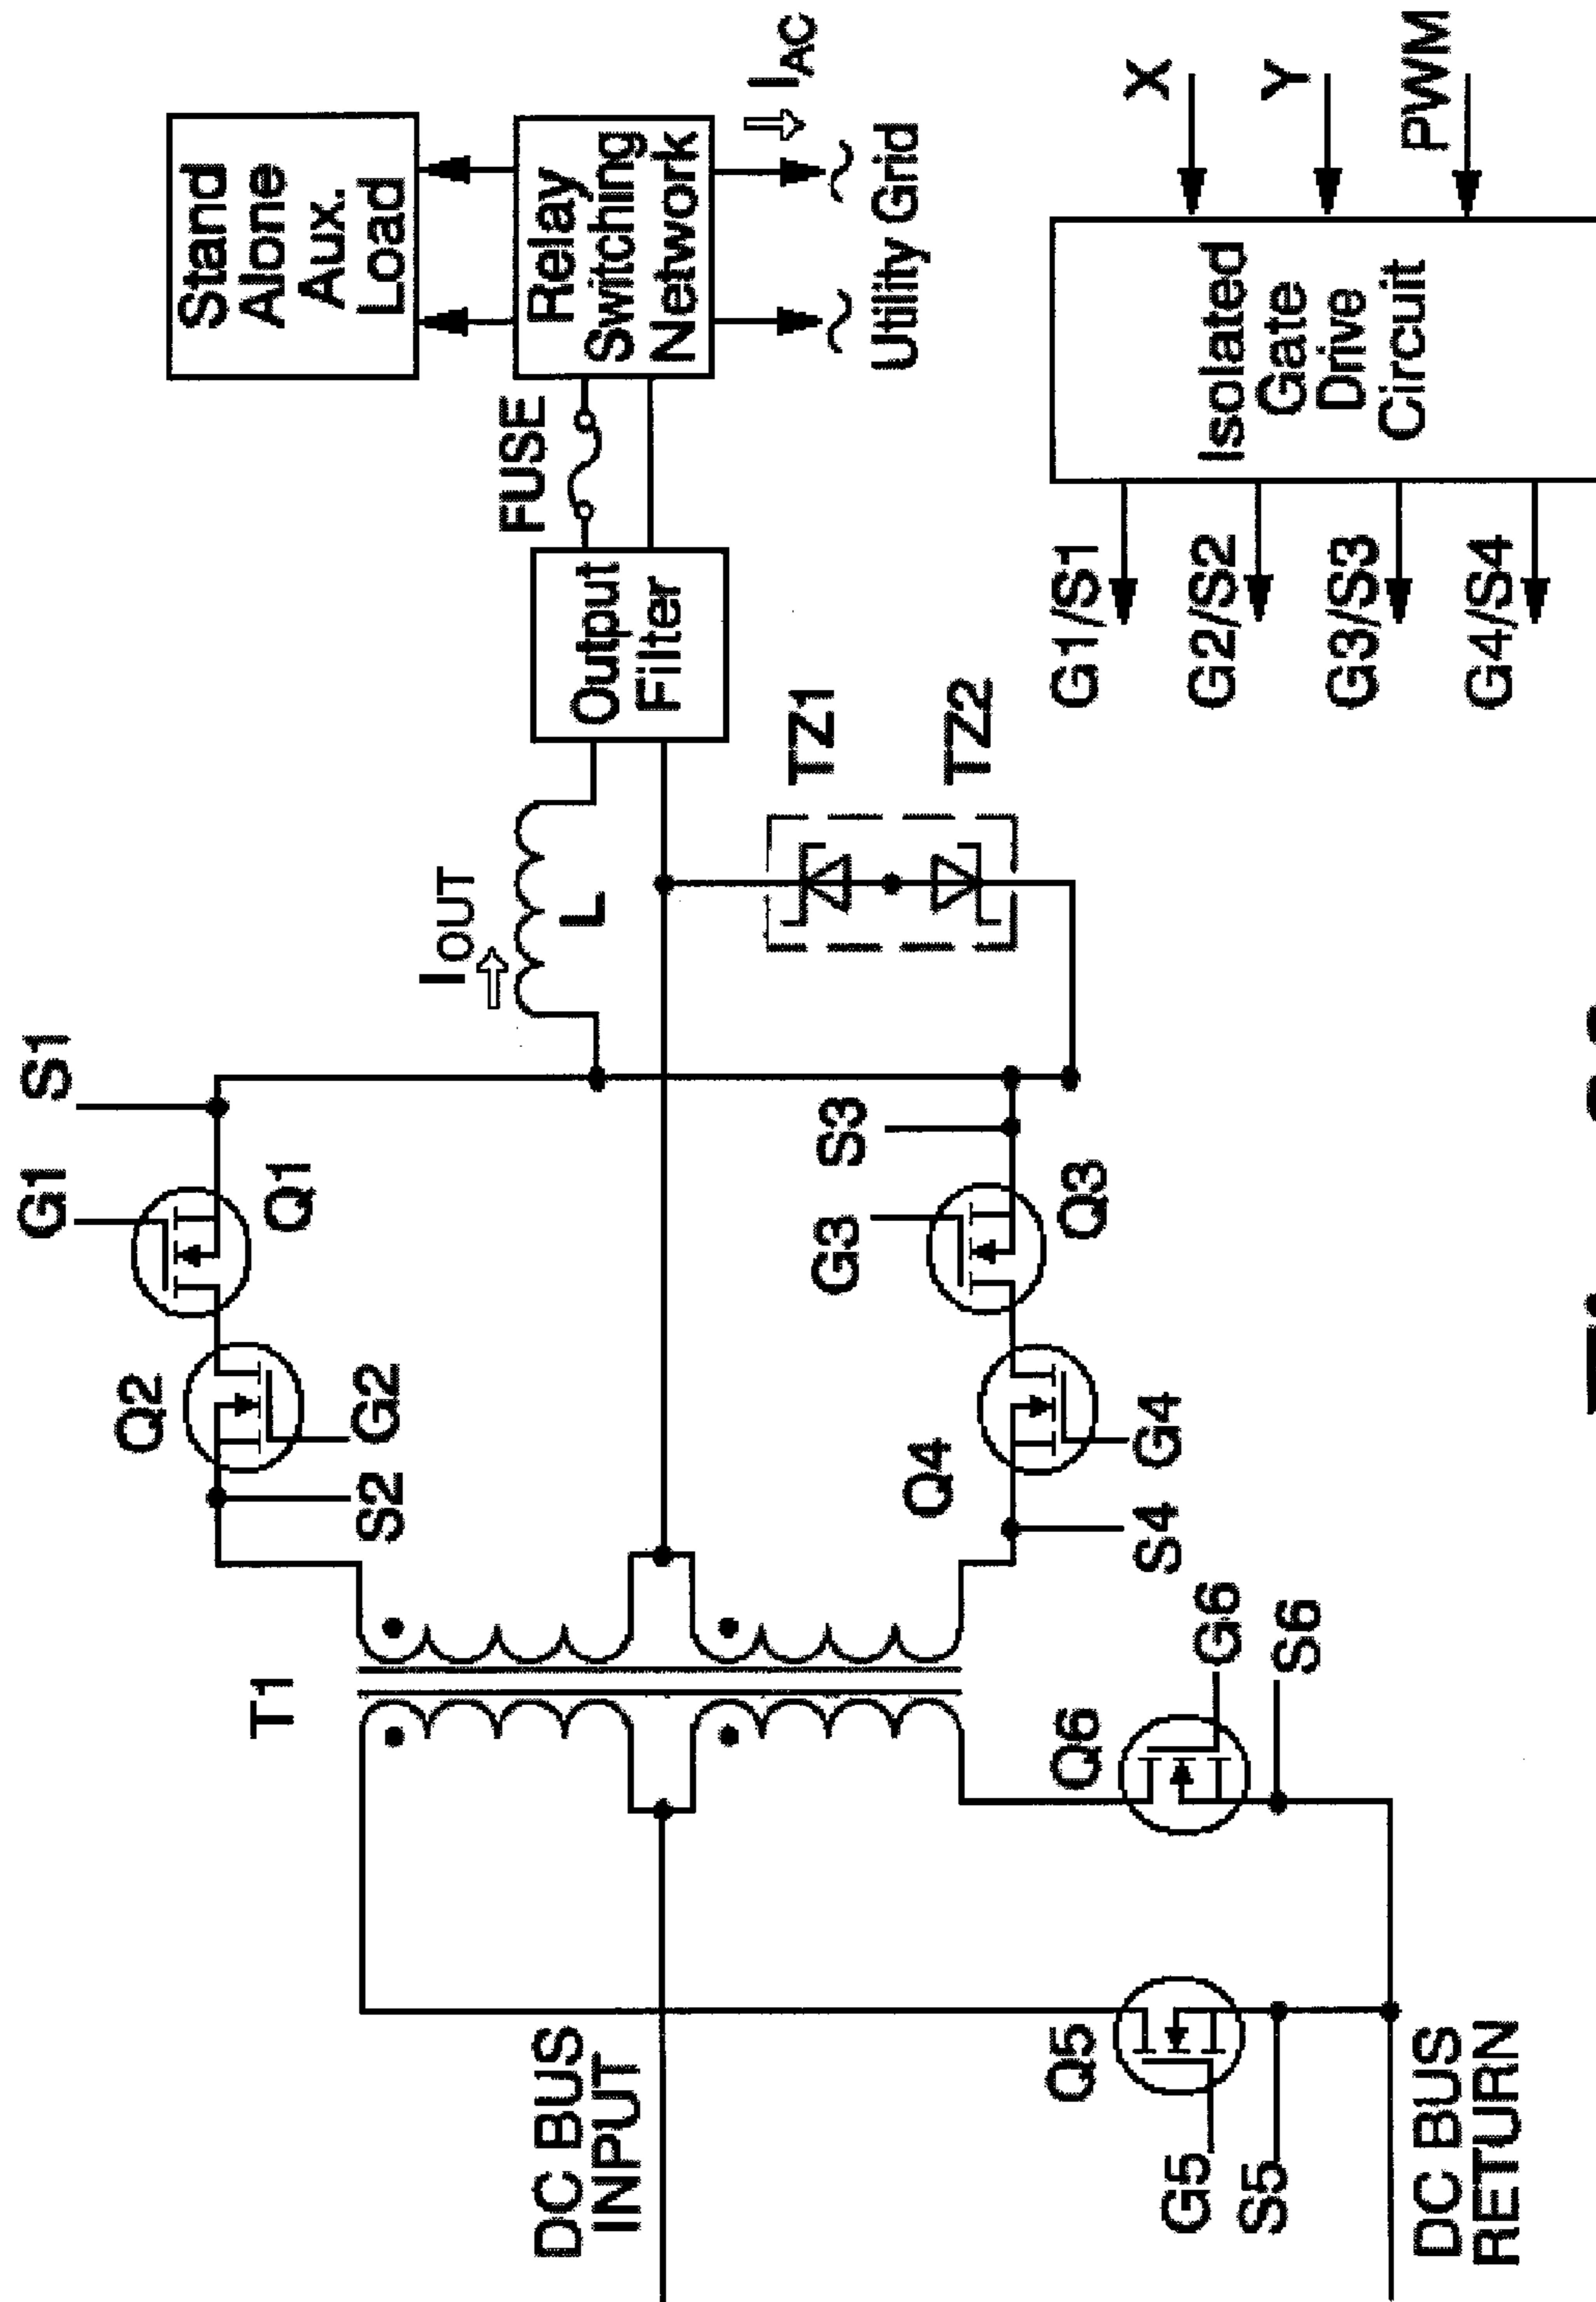 G1
S1
Q2
Q1
G2
S2
T1
I OUT
L
FUSE
Output
Filter
Stand
Alone
Aux.
Load
Relay
Switching
Network
I AC
Utility Grid
DC BUS
INPUT
Q4
G3
S3
Q3
G4
S4
TZ1
TZ2
Q5
G5
S5
Q6
G6
S6
DC BUS
RETURN
G1/S1
G2/S2
G3/S3
G4/S4
Isolated
Gate
Drive
Circuit
X
Y
PWM